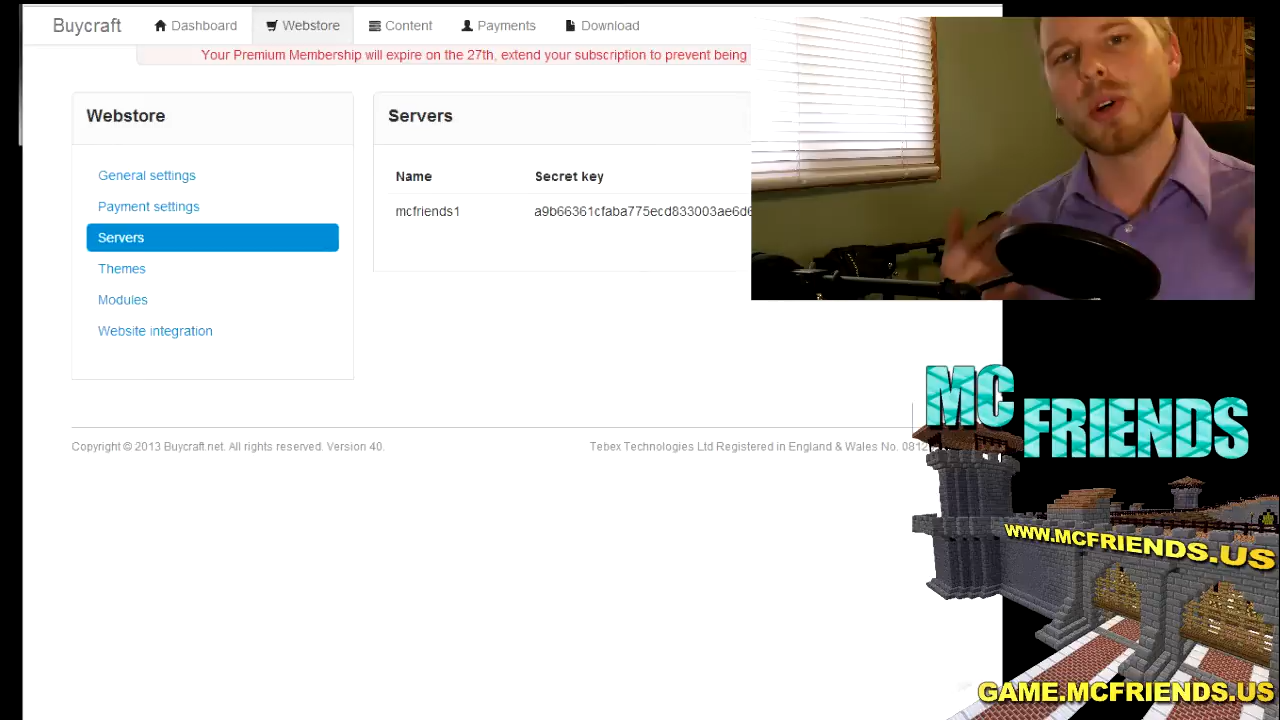 Buycraft Dashboard Webstore Content Payments Download
Your Premium Membership will expire on the 27th, extend your subscription to prevent being
Webstore
General settings
Payment settings
Servers
Themes
Modules
Website integration
Servers
Name Secret key
mcfriends1 a9b66361cfaba775ecd833003ae6d6
Copyright © 2013 Buycraft.net. All rights reserved. Version 40.
Tebex Technologies Ltd Registered in England & Wales No. 0812
MC
FRIENDS
WWW.MCFRIENDS.US
GAME.MCFRIENDS.US